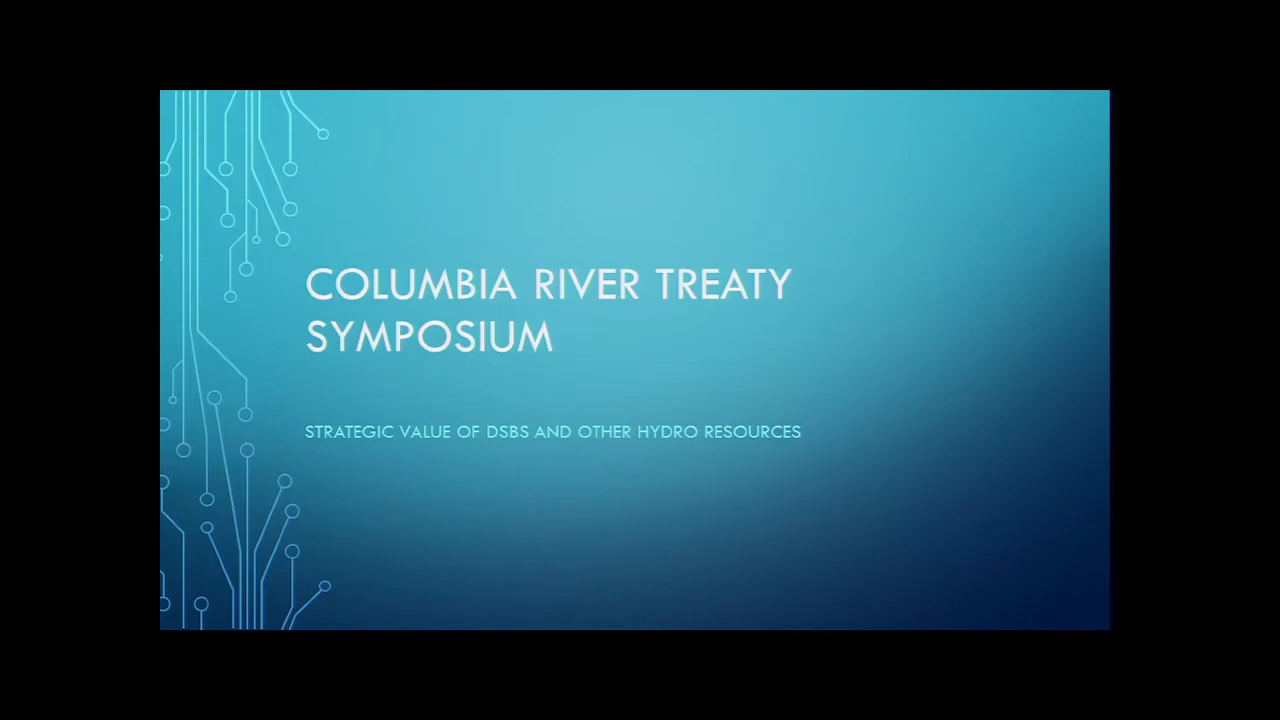 COLUMBIA RIVER TREATY
SYMPOSIUM
STRATEGIC VALUE OF DSBS AND OTHER HYDRO RESOURCES